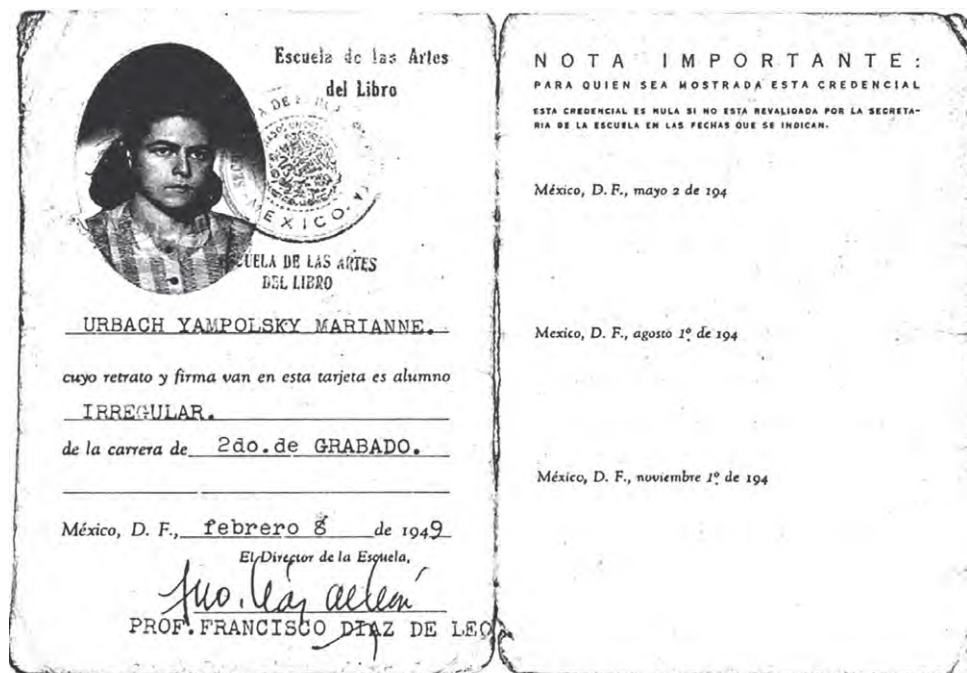 Escuela de las Artes
del Libro
MEXICO.
ESCUELA DE LAS ARTES
DEL LIBRO
URBACH YAMPOLSKY MARIANNE.
cuyo retrato y firma van en esta tarjeta es alumno
IRREGULAR.
de la carrera de 2do.de GRABADO.
México, D. F., febrero 8 de 1949
El Director de la Escuela,
PROF.FRANCISCO DIAZ DE LEO
NOTA IMPORTANTE:
PARA QUIEN SEA MOSTRADA ESTA CREDENCIAL
ESTA CREDENCIAL ES NULA SI NO ESTA REVALIDADA POR LA SECRETA-
RIA DE LA ESCUELA EN LAS FECHAS QUE SE INDICAN.
México, D. F., mayo 2 de 194
Mexico, D. F., agosto 1º de 194
México, D. F., noviembre 1º de 194